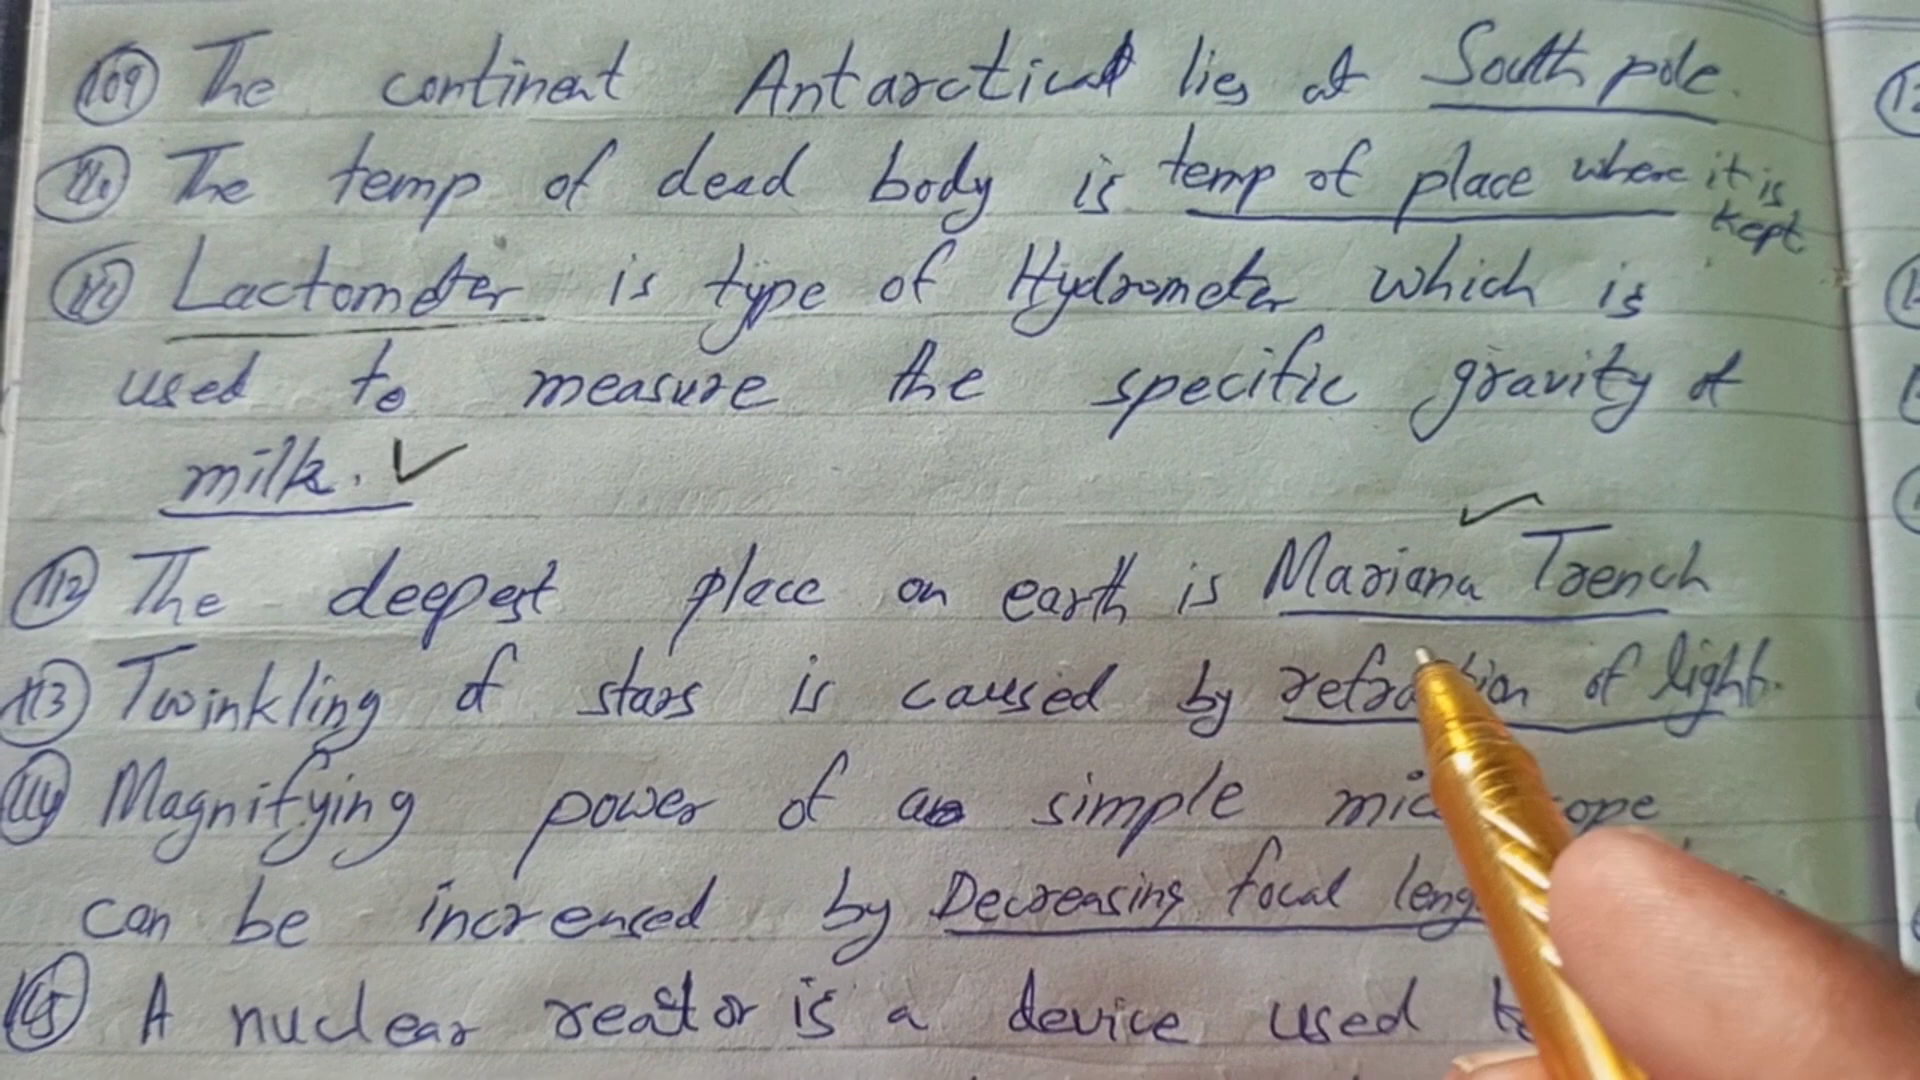 109 The continent Antarctica lies at South pole.
110 The temp of dead body is temp of place where it is
kept
111 Lactometer is type of Hydrometer which is
used to measure the specific gravity of
milk. ✓
112 The deepest place on earth is Mariana Trench
113 Twinkling of stars is caused by refraction of light.
114 Magnifying power of a simple
can be increased by Decreasing focal
115 A nuclear reactor is a device used